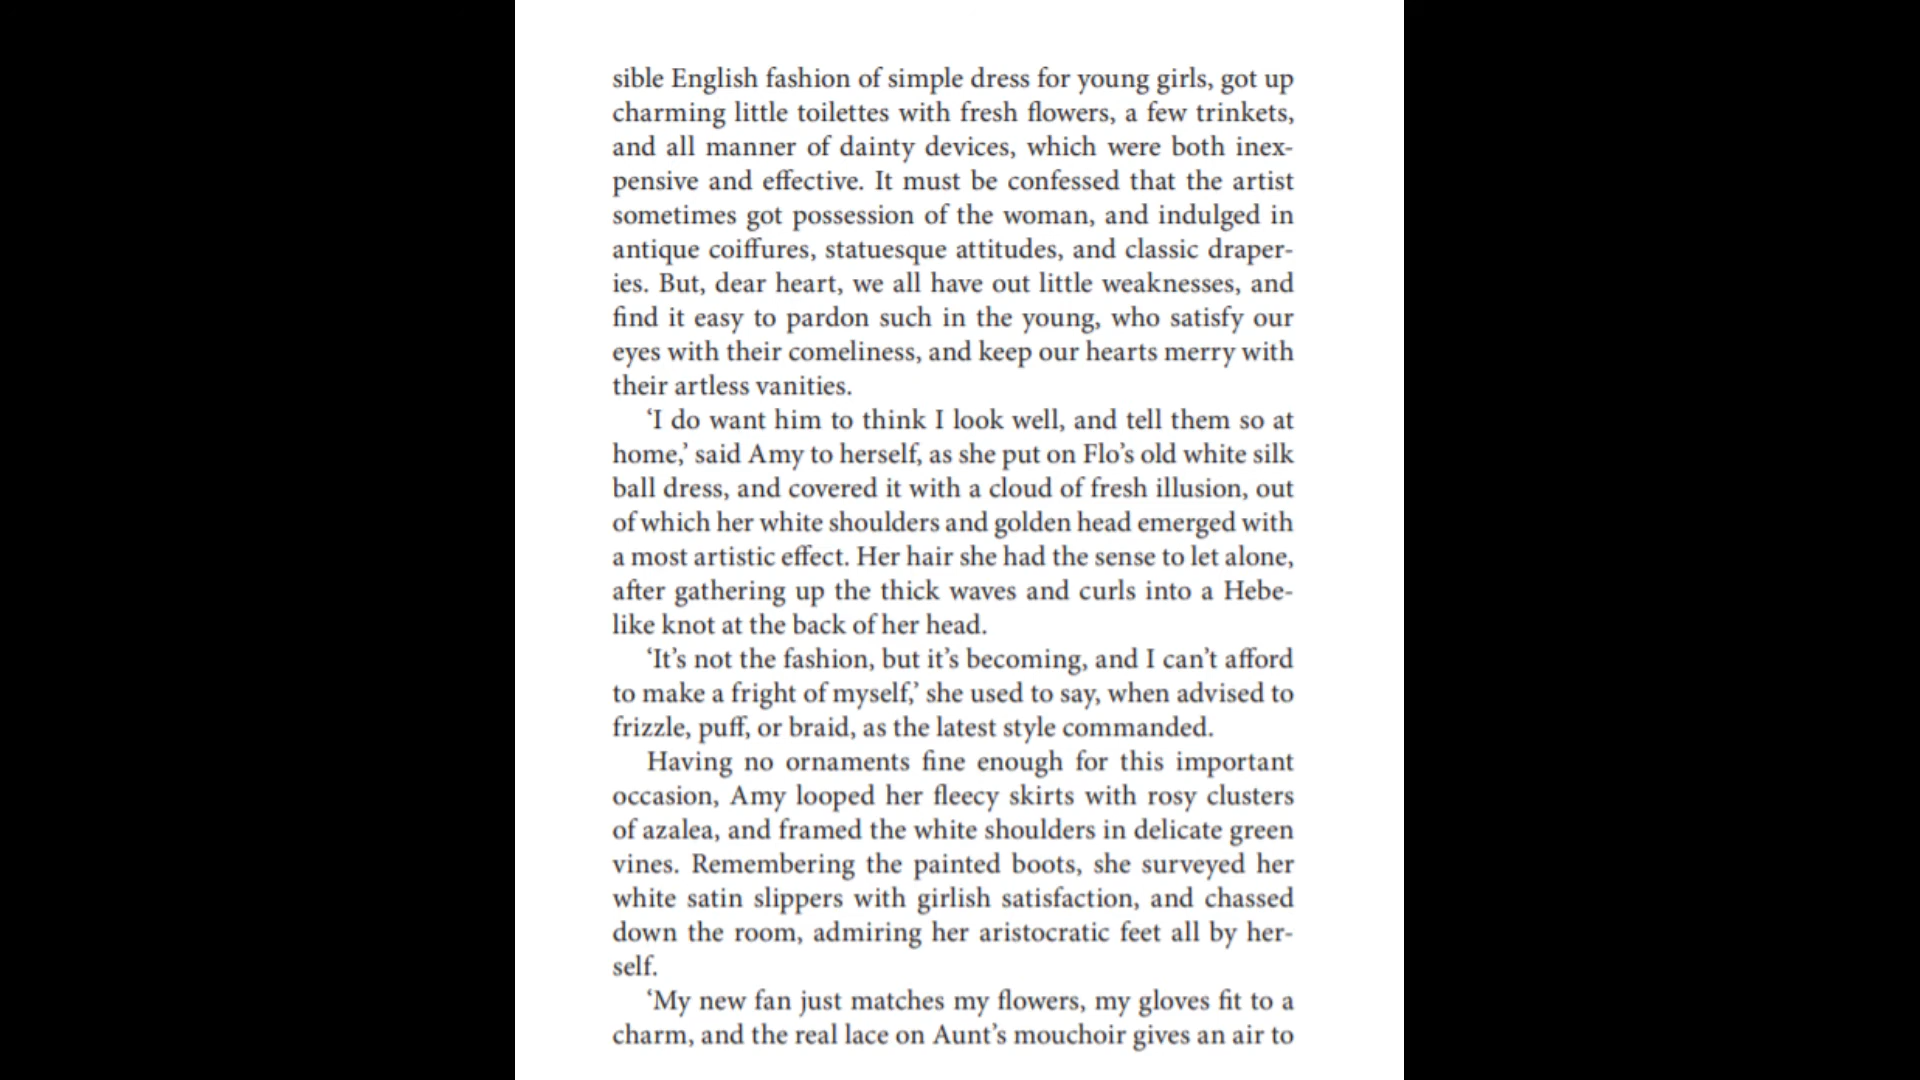 sible English fashion of simple dress for young girls, got up
charming little toilettes with fresh flowers, a few trinkets,
and all manner of dainty devices, which were both inex-
pensive and effective. It must be confessed that the artist
sometimes got possession of the woman, and indulged in
antique coiffures, statuesque attitudes, and classic draper-
ies. But, dear heart, we all have out little weaknesses, and
find it easy to pardon such in the young, who satisfy our
eyes with their comeliness, and keep our hearts merry with
their artless vanities.
‘I do want him to think I look well, and tell them so at
home,’ said Amy to herself, as she put on Flo’s old white silk
ball dress, and covered it with a cloud of fresh illusion, out
of which her white shoulders and golden head emerged with
a most artistic effect. Her hair she had the sense to let alone,
after gathering up the thick waves and curls into a Hebe-
like knot at the back of her head.
‘It’s not the fashion, but it’s becoming, and I can’t afford
to make a fright of myself,’ she used to say, when advised to
frizzle, puff, or braid, as the latest style commanded.
Having no ornaments fine enough for this important
occasion, Amy looped her fleecy skirts with rosy clusters
of azalea, and framed the white shoulders in delicate green
vines. Remembering the painted boots, she surveyed her
white satin slippers with girlish satisfaction, and chassed
down the room, admiring her aristocratic feet all by her-
self.
‘My new fan just matches my flowers, my gloves fit to a
charm, and the real lace on Aunt’s mouchoir gives an air to